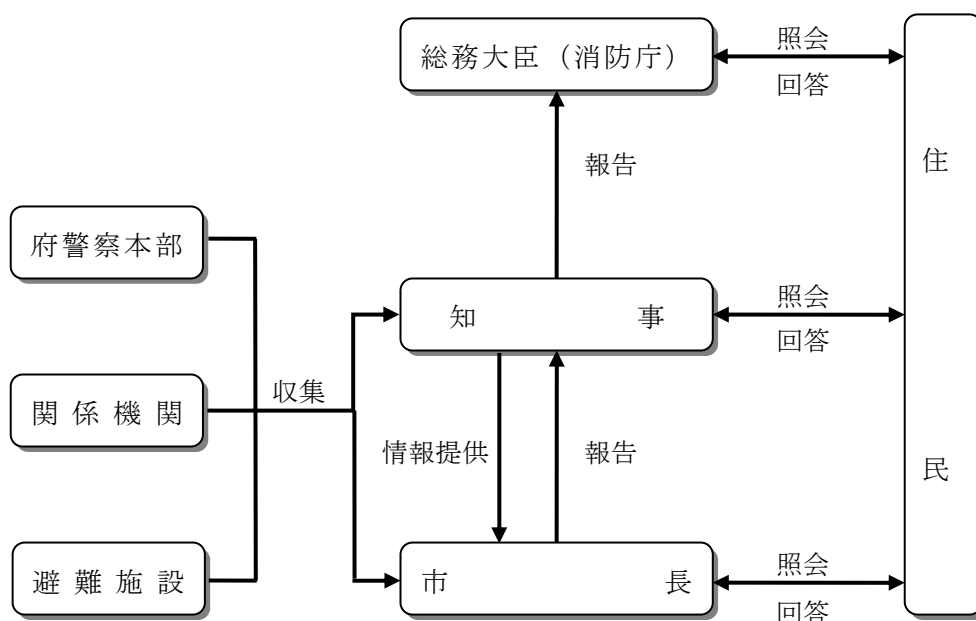 総務大臣（消防庁）
照会
回答
住
報告
府警察本部
知事
照会
回答
関係機関
収集
情報提供
報告
民
避難施設
市長
照会
回答